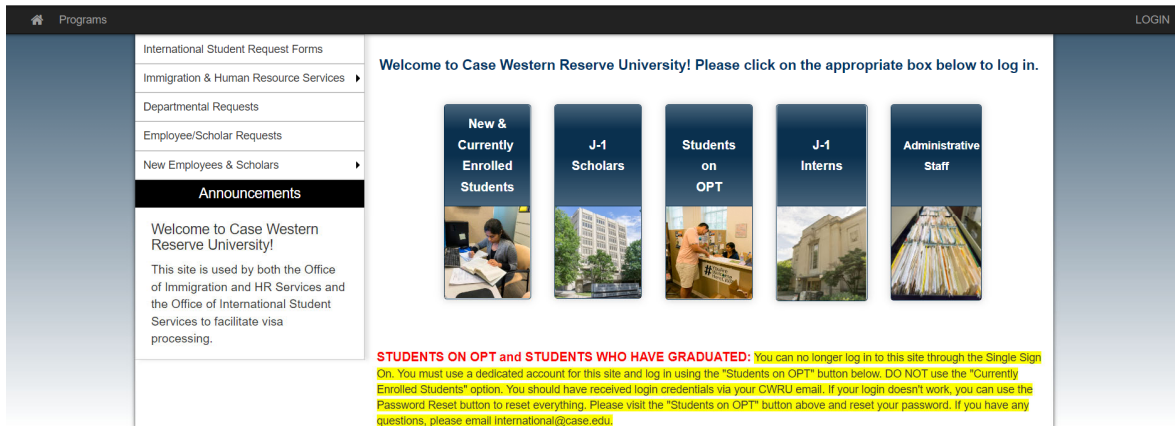 Programs
LOGIN
International Student Request Forms
Immigration & Human Resource Services
Departmental Requests
Employee/Scholar Requests
New Employees & Scholars
Announcements
Welcome to Case Western
Reserve University!
This site is used by both the Office
of Immigration and HR Services and
the Office of International Student
Services to facilitate visa
processing.
Welcome to Case Western Reserve University! Please click on the appropriate box below to log in.
New &
Currently
Enrolled
Students
J-1
Scholars
Students
on
OPT
J-1
Interns
Administrative
Staff
STUDENTS ON OPT and STUDENTS WHO HAVE GRADUATED: You can no longer log in to this site through the Single Sign
On. You must use a dedicated account for this site and log in using the "Students on OPT" button below. DO NOT use the "Currently
Enrolled Students" option. You should have received login credentials via your CWRU email. If your login doesn't work, you can use the
Password Reset button to reset everything. Please visit the "Students on OPT" button above and reset your password. If you have any
questions, please email international@case.edu.